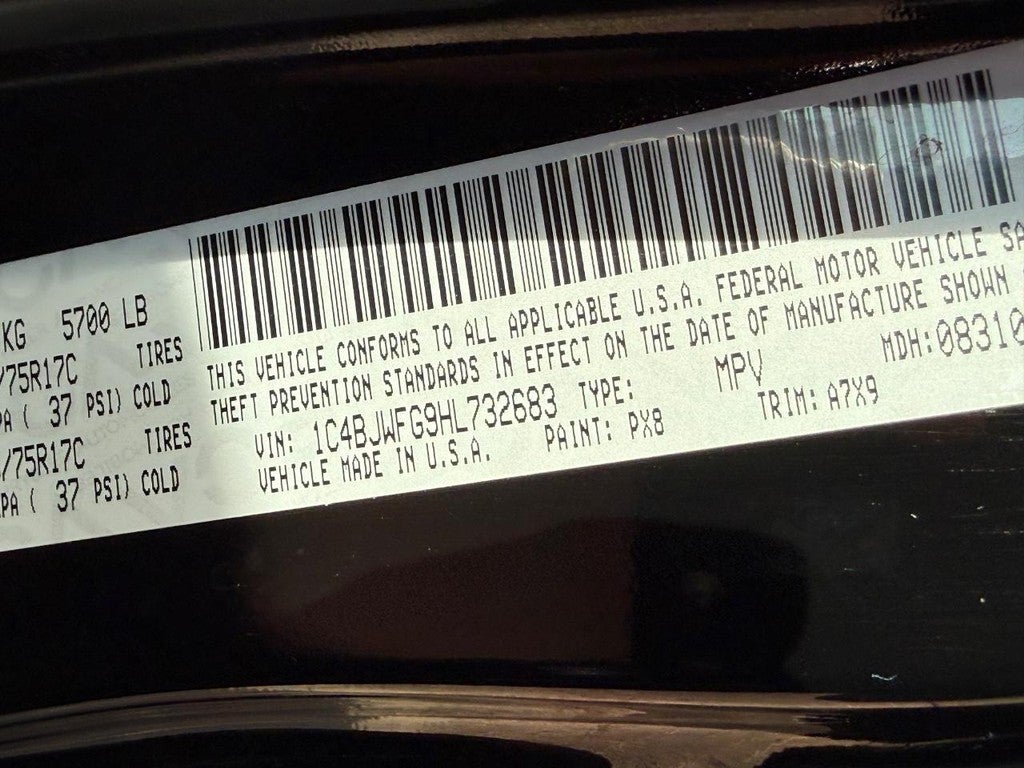 KG 5700 LB
/75R17C TIRES
PA ( 37 PSI) COLD
/75R17C TIRES
PA ( 37 PSI) COLD
THIS VEHICLE CONFORMS TO ALL APPLICABLE U.S.A. FEDERAL MOTOR VEHICLE SA
THEFT PREVENTION STANDARDS IN EFFECT ON THE DATE OF MANUFACTURE SHOWN
VIN: 1C4BJWFG9HL732683 TYPE: MPV MDH:08310
VEHICLE MADE IN U.S.A. PAINT: PX8 TRIM: A7X9